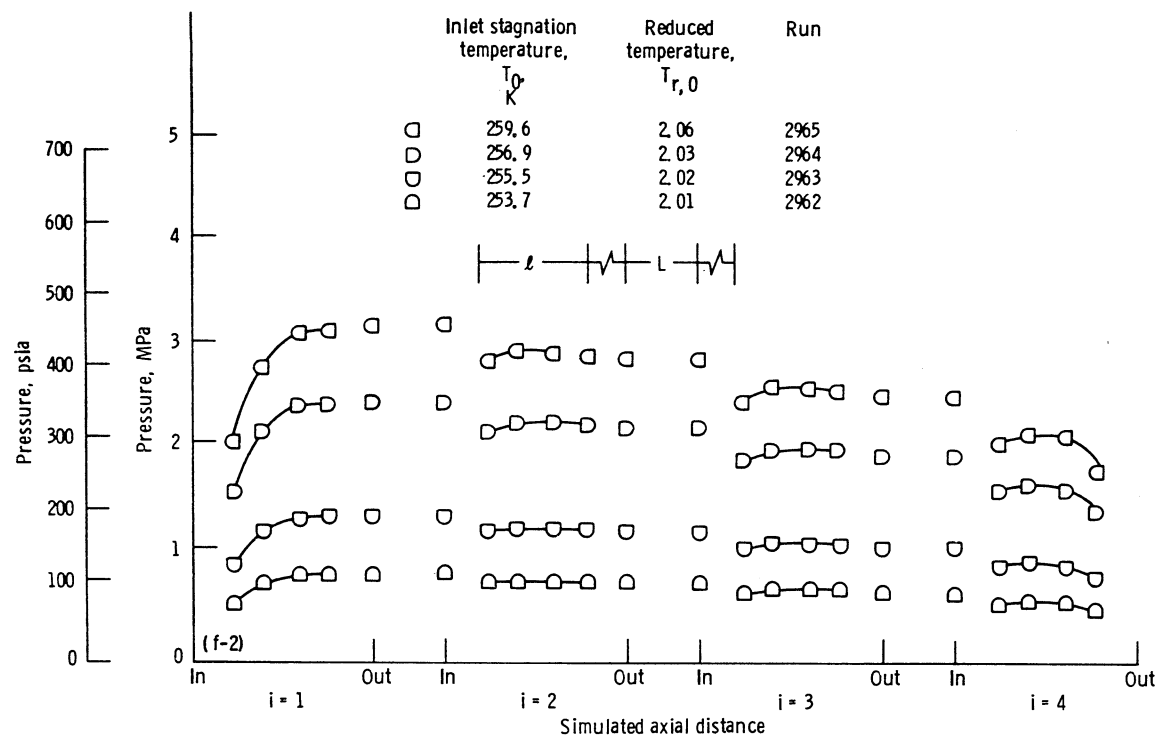 Inlet stagnation Reduced Run
temperature, temperature,
T0, Tr, 0
K
259.6 2.06 2965
256.9 2.03 2964
255.5 2.02 2963
253.7 2.01 2962
700
600
500
400
300
200
100
0
Pressure, psia
5
4
3
2
1
0
Pressure, MPa
ℓ L
(f-2)
In Out In Out In Out In Out
i = 1 i = 2 i = 3 i = 4
Simulated axial distance